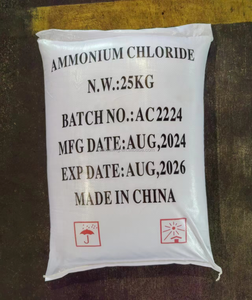 AMMONIUM CHLORIDE
N.W.:25KG
BATCH NO.:AC2224
MFG DATE:AUG,2024
EXP DATE:AUG,2026
MADE IN CHINA